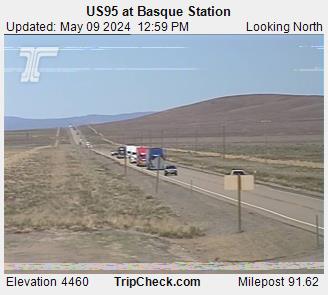 US95 at Basque Station
Updated: May 09 2024 12:59 PM Looking North
Elevation 4460 TripCheck.com Milepost 91.62